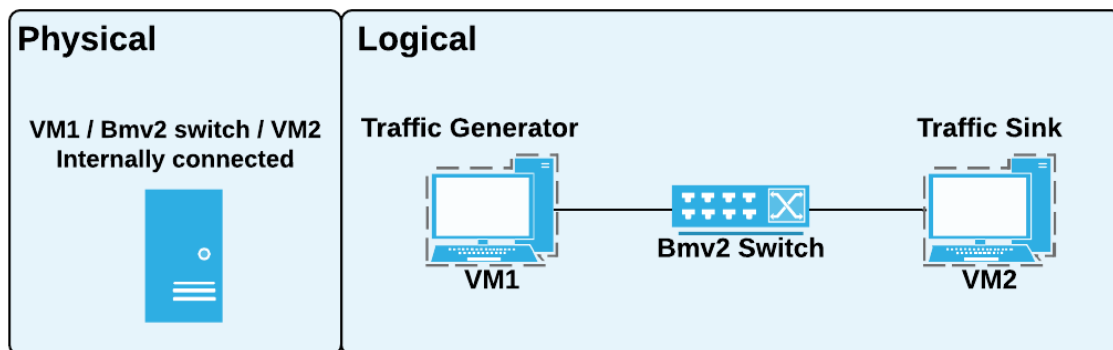 Physical
VM1 / Bmv2 switch / VM2
Internally connected
Logical
Traffic Generator
Traffic Sink
Bmv2 Switch
VM1
VM2